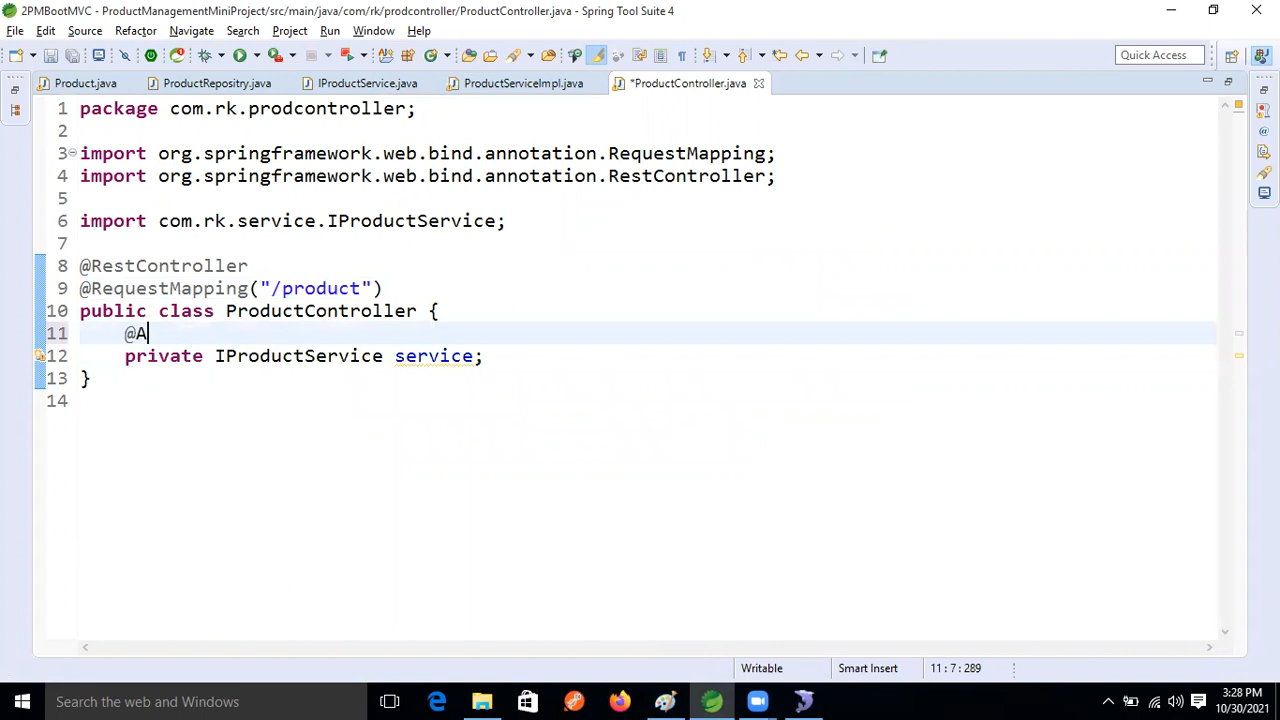 2PMBootMVC - ProductManagementMiniProject/src/main/java/com/rk/prodcontroller/ProductController.java - Spring Tool Suite 4
File Edit Source Refactor Navigate Search Project Run Window Help
Quick Access
Product.java ProductRepositry.java IProductService.java ProductServiceImpl.java *ProductController.java
1 package com.rk.prodcontroller;
2
3 import org.springframework.web.bind.annotation.RequestMapping;
4 import org.springframework.web.bind.annotation.RestController;
5
6 import com.rk.service.IProductService;
7
8 @RestController
9 @RequestMapping("/product")
10 public class ProductController {
11 @A
12 private IProductService service;
13 }
14
Writable Smart Insert 11 : 7 : 289
Search the web and Windows
3:28 PM
10/30/2021